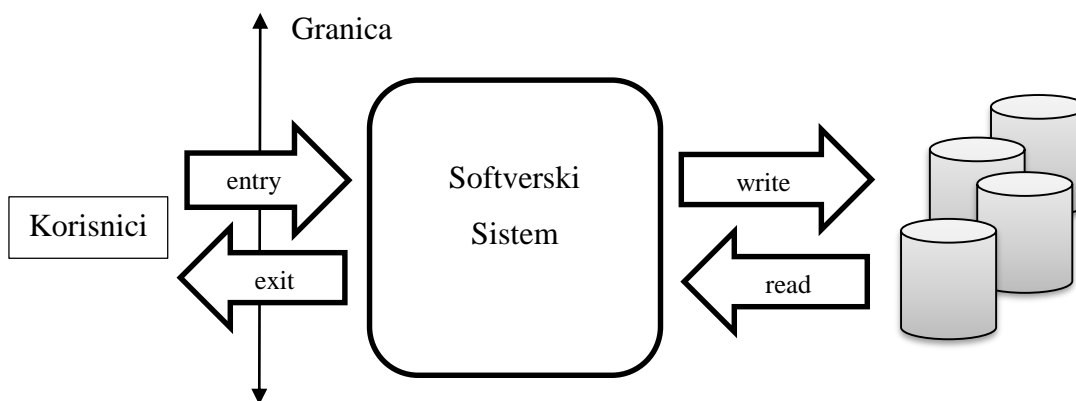 Granica
entry
Korisnici
exit
Softverski
Sistem
write
read